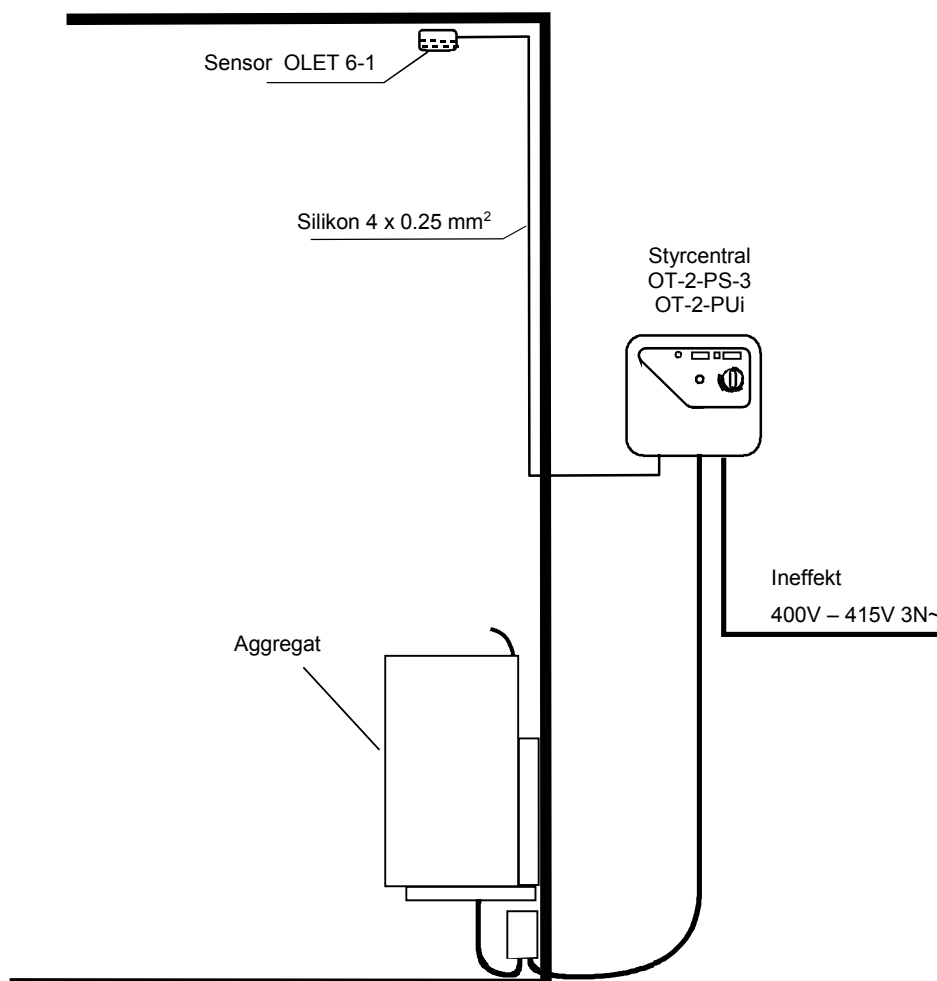 Sensor OLET 6-1
Silikon 4 x 0.25 mm²
Styrcentral
OT-2-PS-3
OT-2-PUi
Ineffekt
400V – 415V 3N~
Aggregat